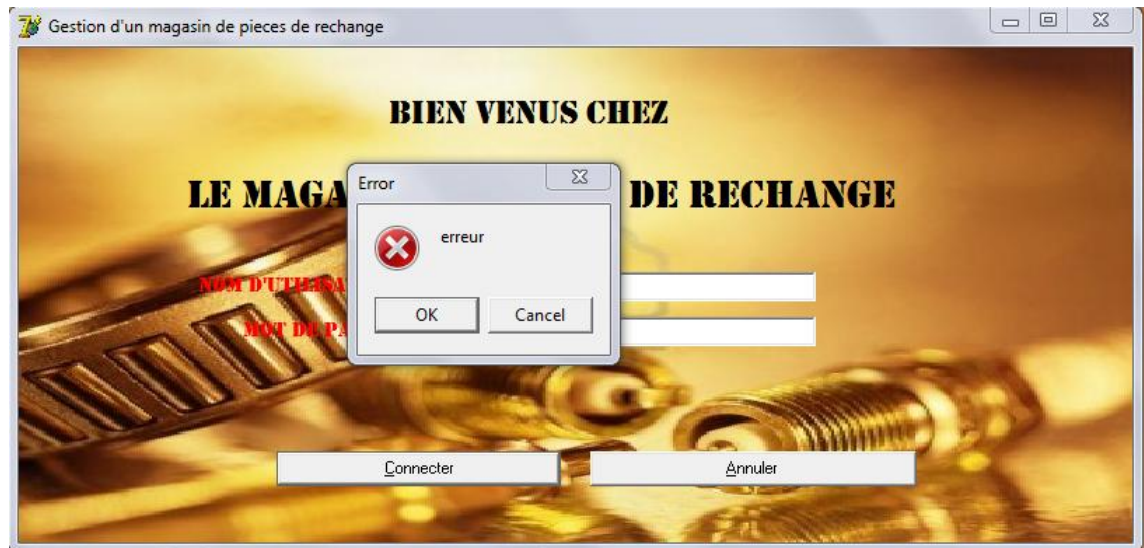 Gestion d'un magasin de pieces de rechange
BIEN VENUS CHEZ
LE DE RECHANGE
Error
erreur
OK Cancel
Connecter Annuler